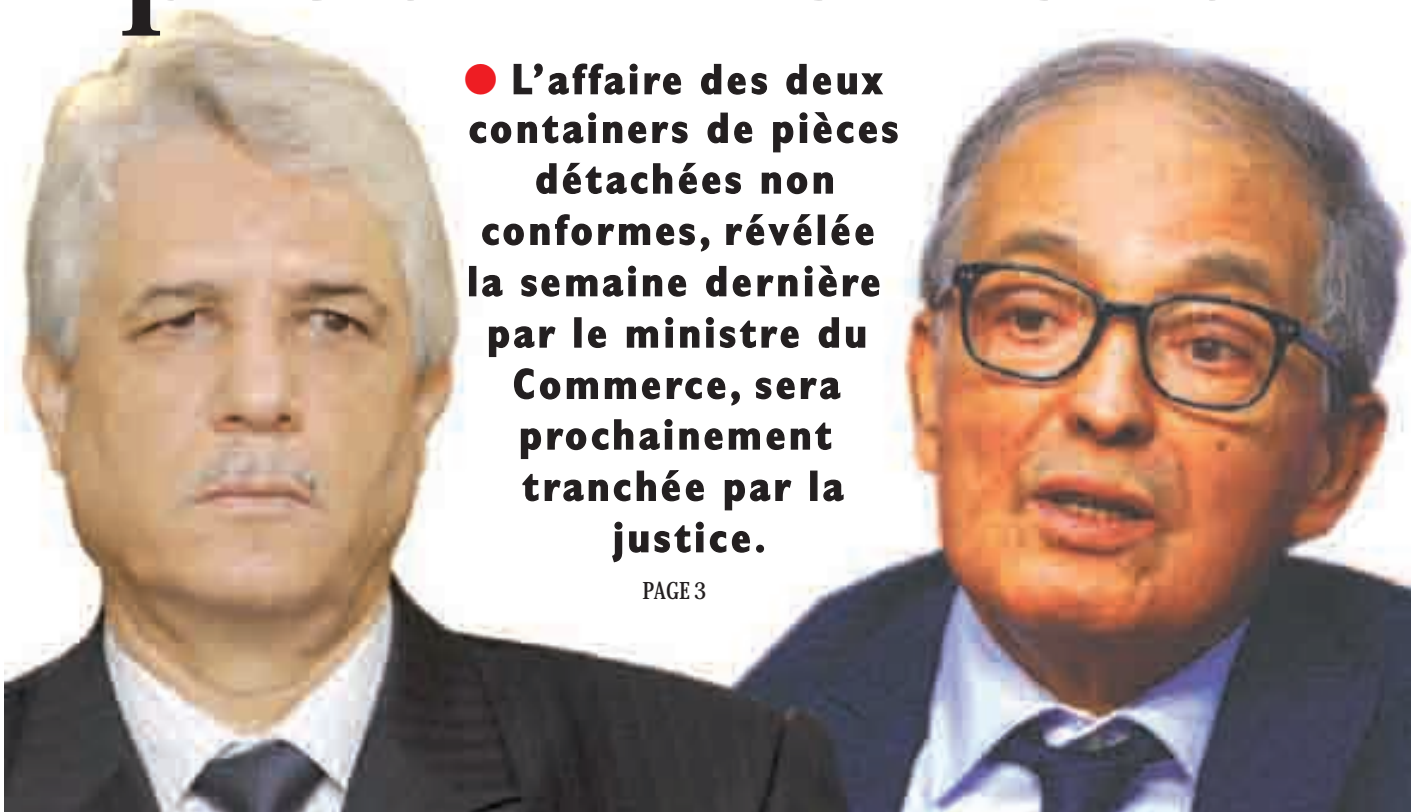 ● L’affaire des deux
containers de pièces
détachées non
conformes, révélée
la semaine dernière
par le ministre du
Commerce, sera
prochainement
tranchée par la
justice.
PAGE 3